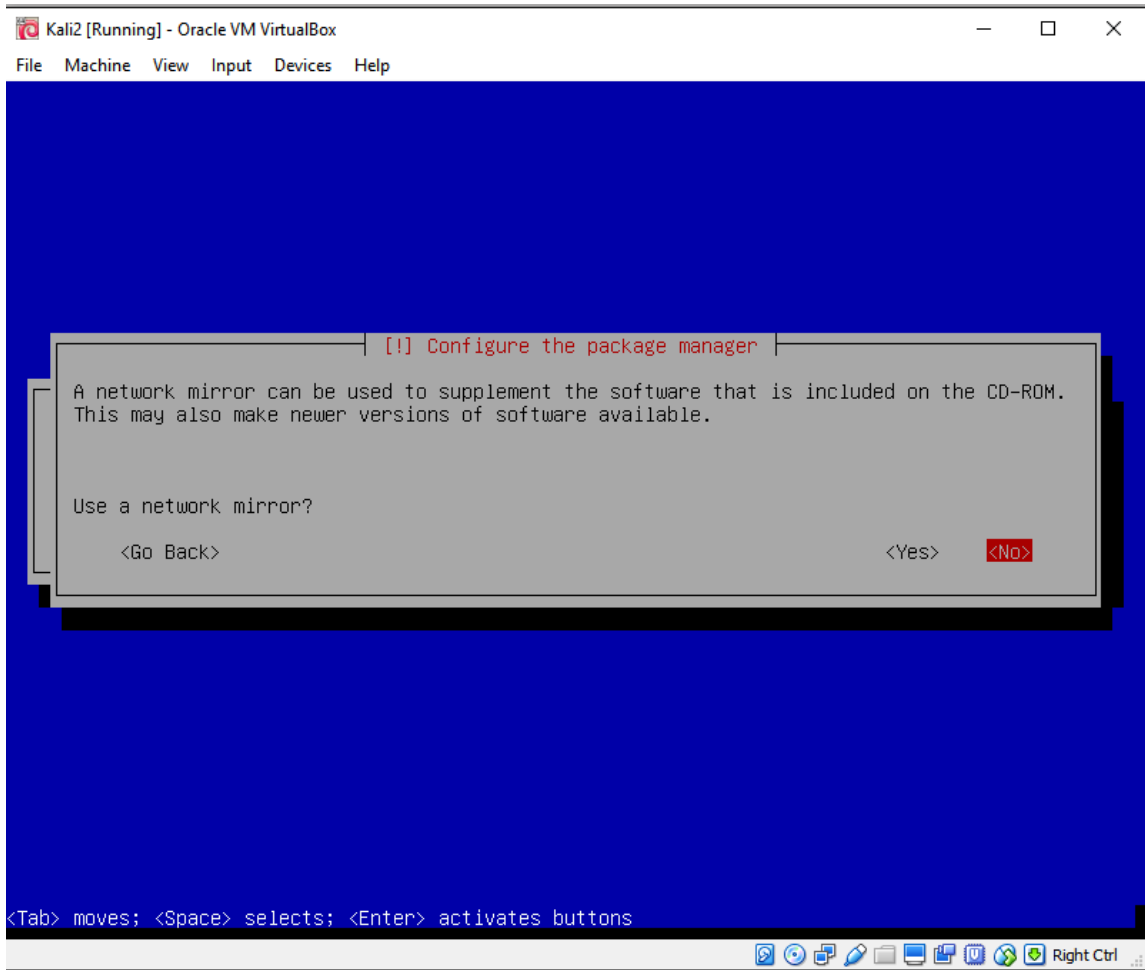 Kali2 [Running] - Oracle VM VirtualBox
File Machine View Input Devices Help
[!] Configure the package manager
A network mirror can be used to supplement the software that is included on the CD-ROM.
This may also make newer versions of software available.
Use a network mirror?
<Go Back> <Yes> <No>
<Tab> moves; <Space> selects; <Enter> activates buttons
Right Ctrl